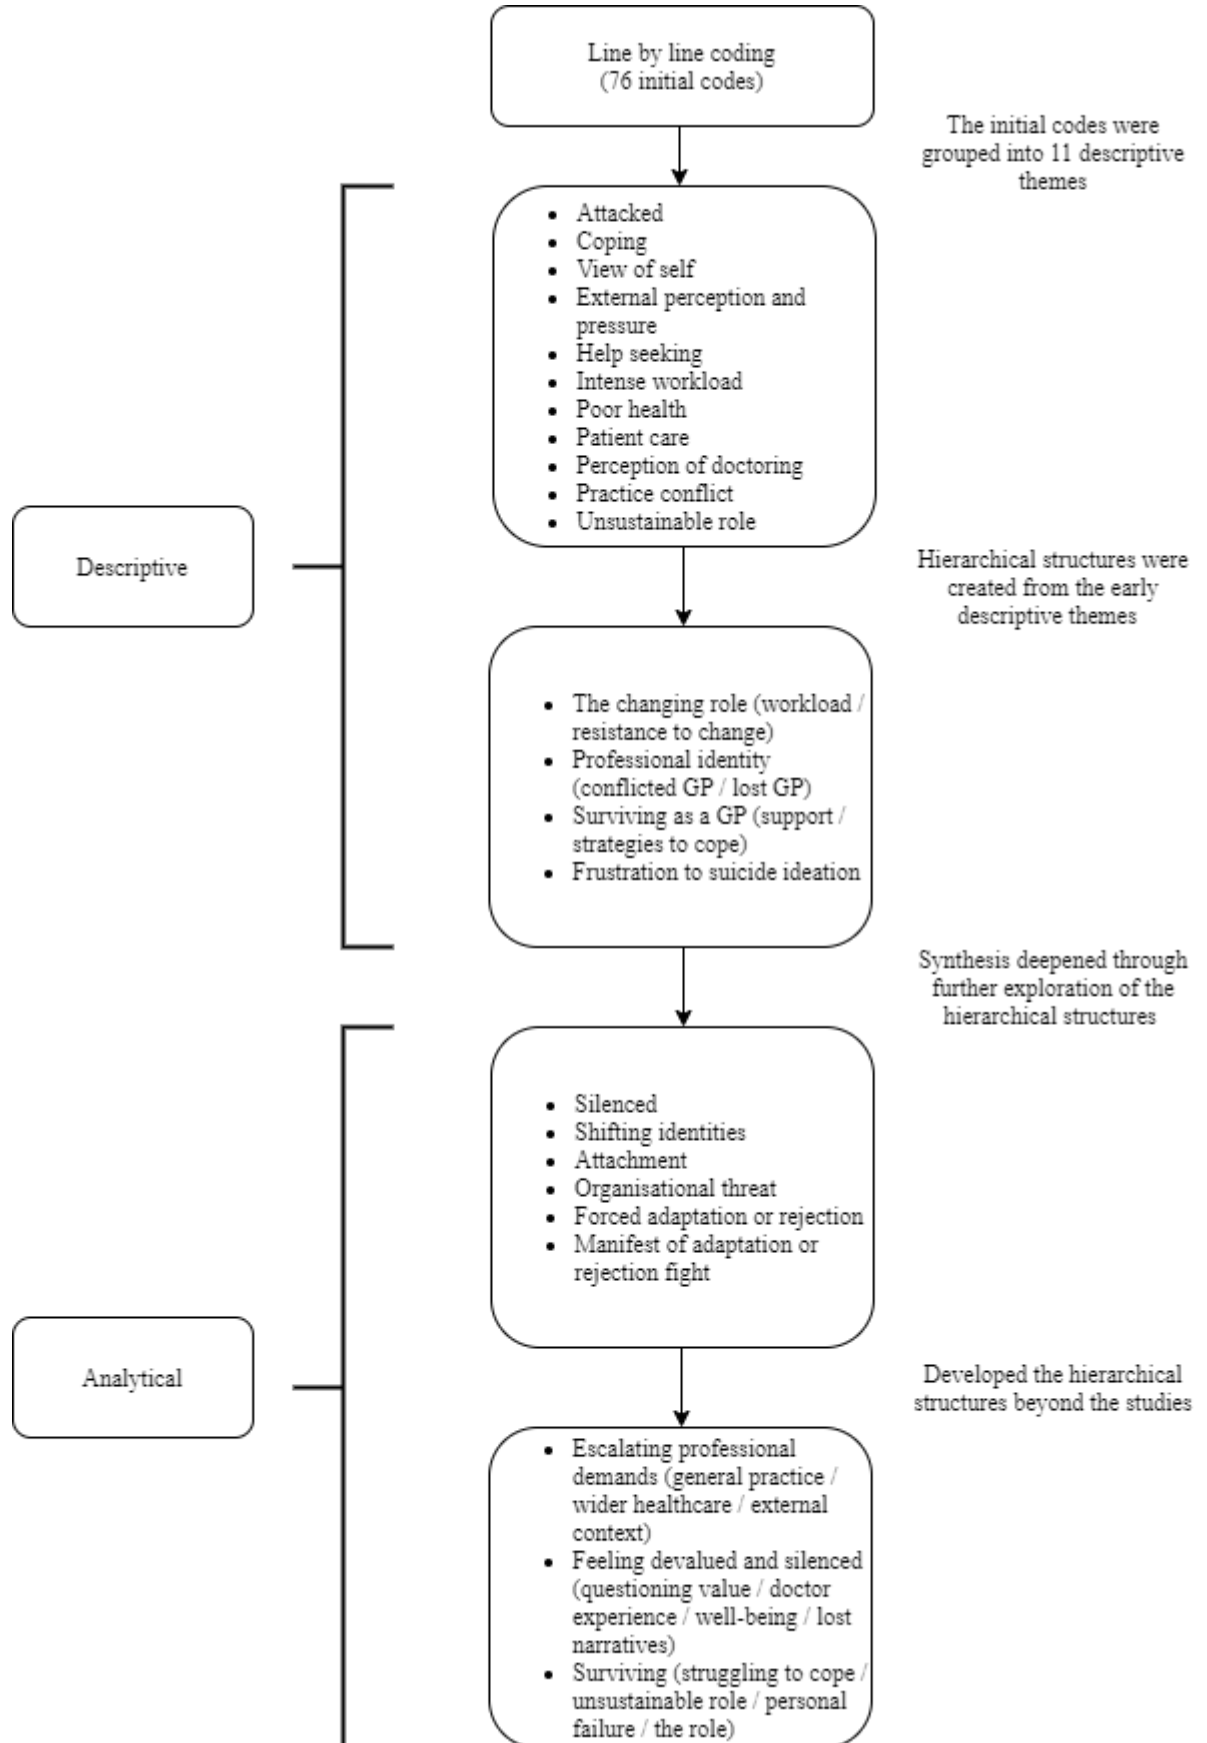 Line by line coding
(76 initial codes)
The initial codes were
grouped into 11 descriptive
themes
• Attacked
• Coping
• View of self
• External perception and
pressure
• Help seeking
• Intense workload
• Poor health
• Patient care
• Perception of doctoring
• Practice conflict
• Unsustainable role
Descriptive
Hierarchical structures were
created from the early
descriptive themes
• The changing role (workload /
resistance to change)
• Professional identity
(conflicted GP / lost GP)
• Surviving as a GP (support /
strategies to cope)
• Frustration to suicide ideation
Synthesis deepened through
further exploration of the
hierarchical structures
• Silenced
• Shifting identities
• Attachment
• Organisational threat
• Forced adaptation or rejection
• Manifest of adaptation or
rejection fight
Analytical
Developed the hierarchical
structures beyond the studies
• Escalating professional
demands (general practice /
wider healthcare / external
context)
• Feeling devalued and silenced
(questioning value / doctor
experience / well-being / lost
narratives)
• Surviving (struggling to cope /
unsustainable role / personal
failure / the role)